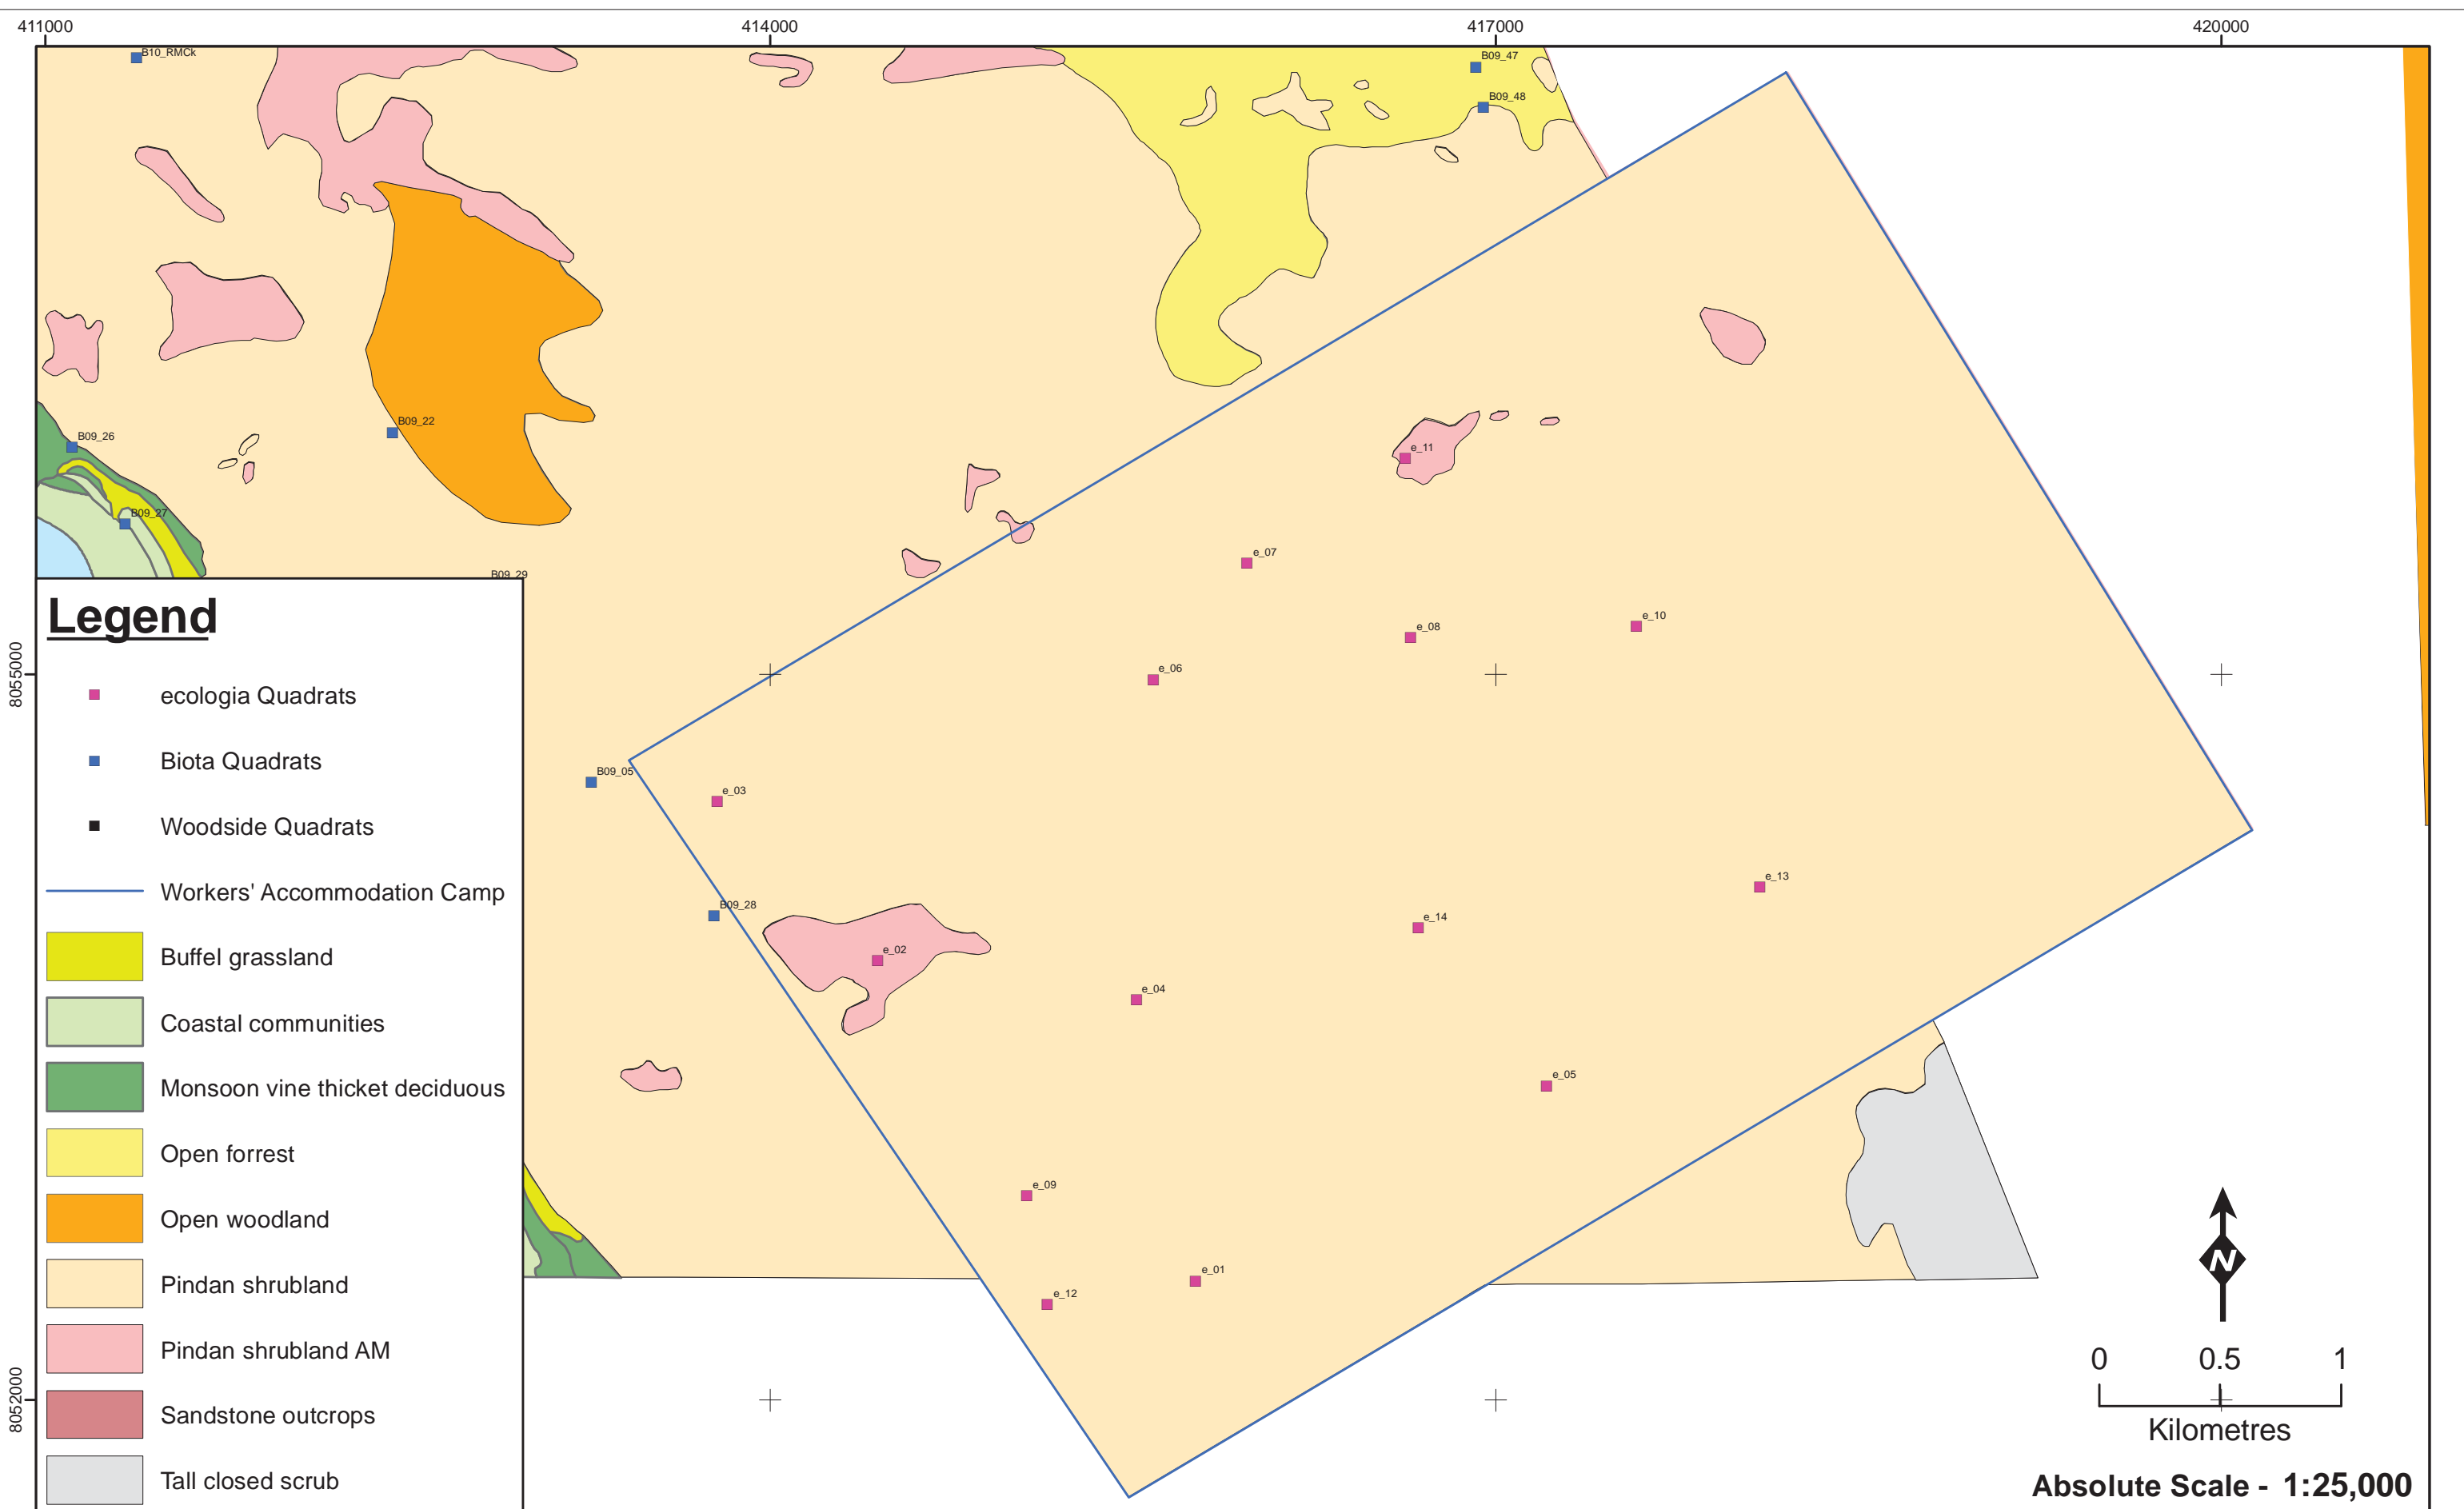 411000
414000
417000
420000
B10_RMCk
B09_47
B09_48
B09_22
B09_26
e_11
B09_27
e_07
B09_29
Legend
e_10
e_08
8055000
e_06
ecologia Quadrats
Biota Quadrats
B09_05
e_03
Woodside Quadrats
e_13
Workers' Accommodation Camp
B09_28
e_14
Buffel grassland
e_02
e_04
Coastal communities
e_05
Monsoon vine thicket deciduous
Open forrest
e_09
Open woodland
N
e_01
Pindan shrubland
e_12
Pindan shrubland AM
0 0.5 1
8052000
Sandstone outcrops
Kilometres
Tall closed scrub
Absolute Scale - 1:25,000